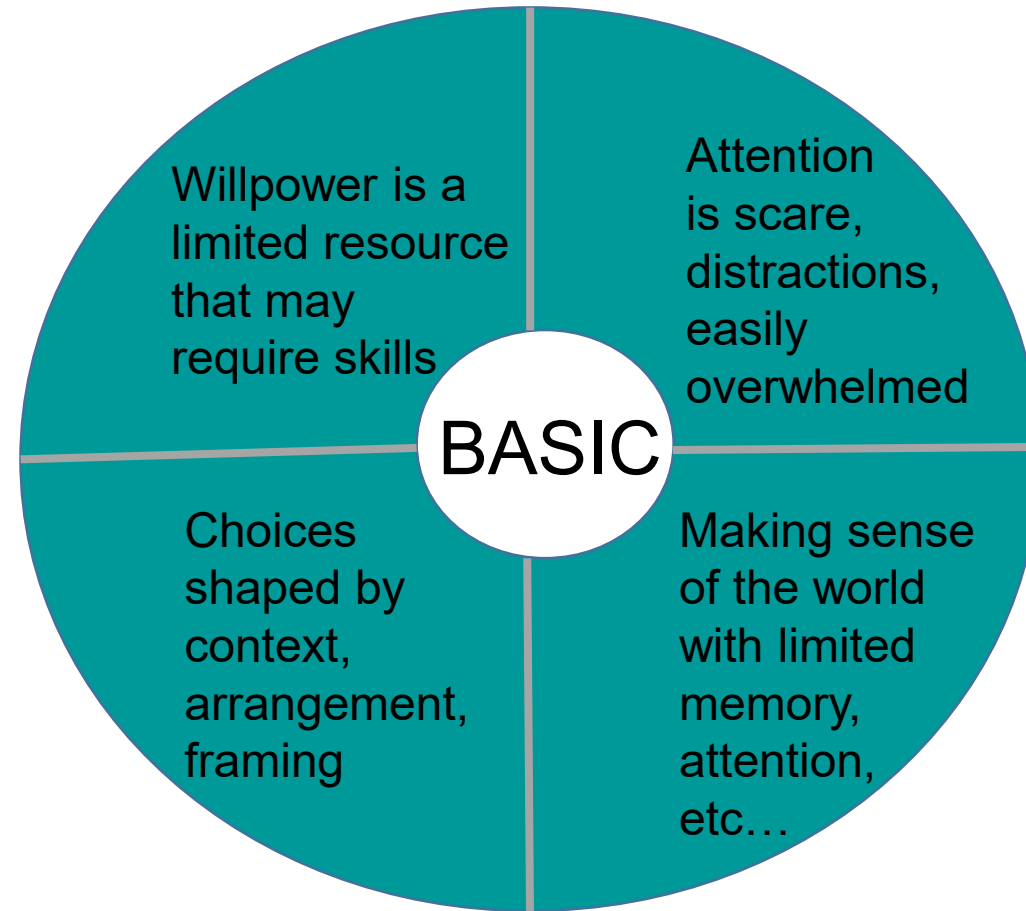 Willpower is a
limited resource
that may
require skills
Attention
is scare,
distractions,
easily
overwhelmed
BASIC
Choices
shaped by
context,
arrangement,
framing
Making sense
of the world
with limited
memory,
attention,
etc…